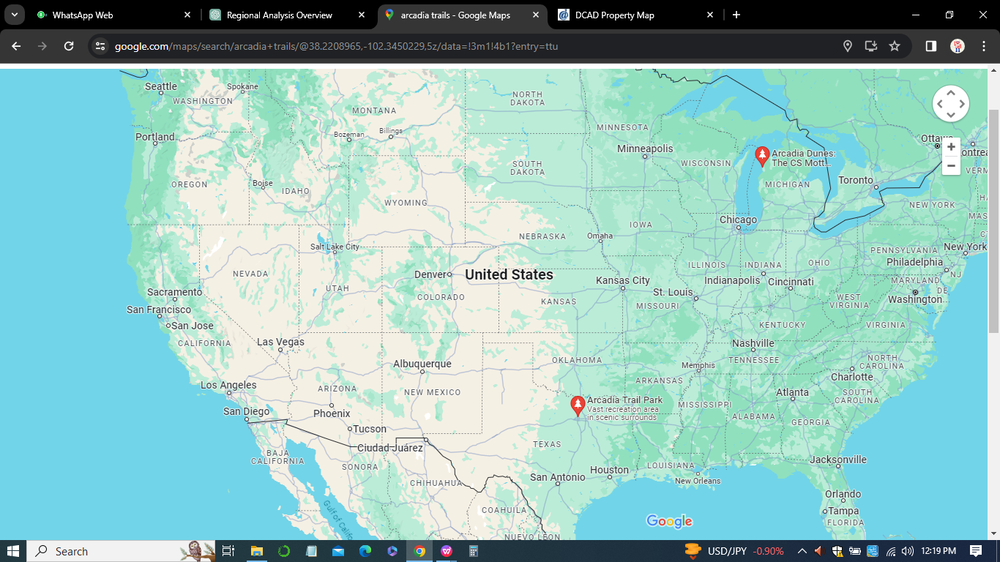 WhatsApp Web
Regional Analysis Overview
arcadia trails - Google Maps
DCAD Property Map
google.com/maps/search/arcadia+trails/@38.2208965,-102.3450229,5z/data=!3m1!4b1?entry=ttu
Seattle
Spokane
WASHINGTON
NORTH
DAKOTA
MONTANA
MINNESOTA
Portland
Bozeman
Billings
Minneapolis
Ottawa
ontrea
SOUTH
DAKOTA
WISCONSIN
Arcadia Dunes:
The CS Mott...
VERM
OREGON
Boise
IDAHO
MICHIGAN
Toronto
WYOMING
NEW YORK
MAS
Chicago
IOWA
NEBRASKA
Omaha
Salt Lake City
PENNSYLVANIA
New York
NEVADA
UTAH
Denver
United States
ILLINOIS
INDIANA
OHIO
Philadelphia
NJ
Kansas City
Indianapolis
Cincinnati
MARYLAND
DE
Sacramento
COLORADO
KANSAS
St. Louis
MISSOURI
WEST
VIRGINIA
Washington
San Francisco
San Jose
KENTUCKY
VIRGINIA
CALIFORNIA
Las Vegas
Nashville
TENNESSEE
Albuquerque
OKLAHOMA
Memphis
NORTH
CAROLINA
Charlotte
Los Angeles
ARIZONA
NEW MEXICO
ARKANSAS
Atlanta
SOUTH
CAROLINA
San Diego
Phoenix
Arcadia Trail Park
Vast recreation area
in scenic surrounds
MISSISSIPPI
ALABAMA
GEORGIA
Tucson
Ciudad Juárez
TEXAS
BAJA
CALIFORNIA
SONORA
CHIHUAHUA
San Antonio
Houston
LOUISIANA
New Orleans
Jacksonville
Gulf of Califor
COAHUILA
Orlando
Tampa
FLORIDA
Google
NUEVO LEON
Search
USD/JPY -0.90%
12:19 PM